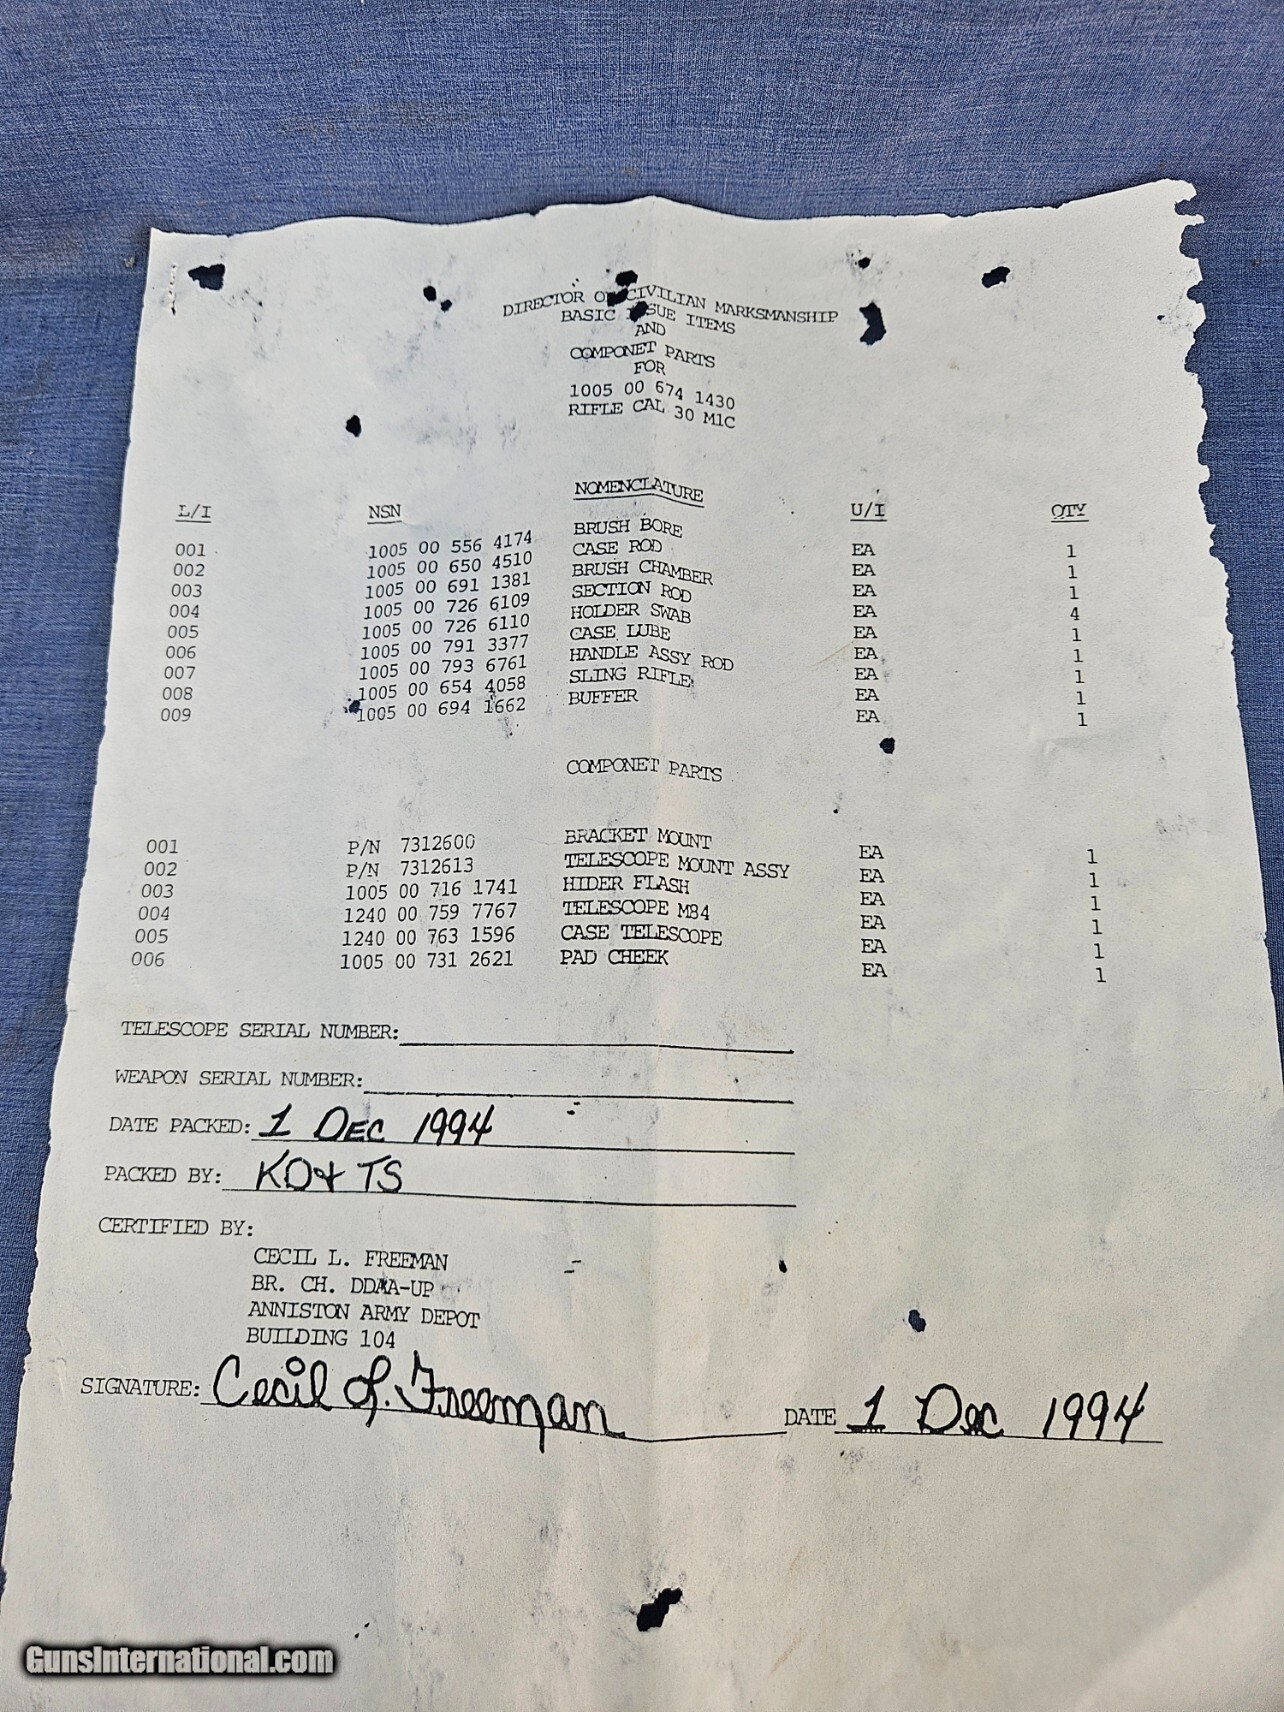 DIRECTOR OF CIVILIAN MARKSMANSHIP
BASIC ISSUE ITEMS
AND
COMPONET PARTS
FOR
1005 00 674 1430
RIFLE CAL 30 M1C
L/I NSN NOMENCLATURE U/I QTY
001 1005 00 556 4174 BRUSH BORE EA 1
002 1005 00 650 4510 CASE ROD EA 1
003 1005 00 691 1381 BRUSH CHAMBER EA 1
004 1005 00 726 6109 SECTION ROD EA 4
005 1005 00 726 6110 HOLDER SWAB EA 1
006 1005 00 791 3377 CASE LUBE EA 1
007 1005 00 793 6761 HANDLE ASSY ROD EA 1
008 1005 00 654 4058 SLING RIFLE EA 1
009 1005 00 694 1662 BUFFER EA 1
COMPONET PARTS
001 P/N 7312600 BRACKET MOUNT EA 1
002 P/N 7312613 TELESCOPE MOUNT ASSY EA 1
003 1005 00 716 1741 HIDER FLASH EA 1
004 1240 00 759 7767 TELESCOPE M84 EA 1
005 1240 00 763 1596 CASE TELESCOPE EA 1
006 1005 00 731 2621 PAD CHEEK EA 1
TELESCOPE SERIAL NUMBER:
WEAPON SERIAL NUMBER:
DATE PACKED: 1 DEC 1994
PACKED BY: KD & TS
CERTIFIED BY:
CECIL L. FREEMAN
BR. CH. DDAA-UP
ANNISTON ARMY DEPOT
BUILDING 104
SIGNATURE: Cecil L. Freeman DATE 1 Dec 1994
GunsInternational.com